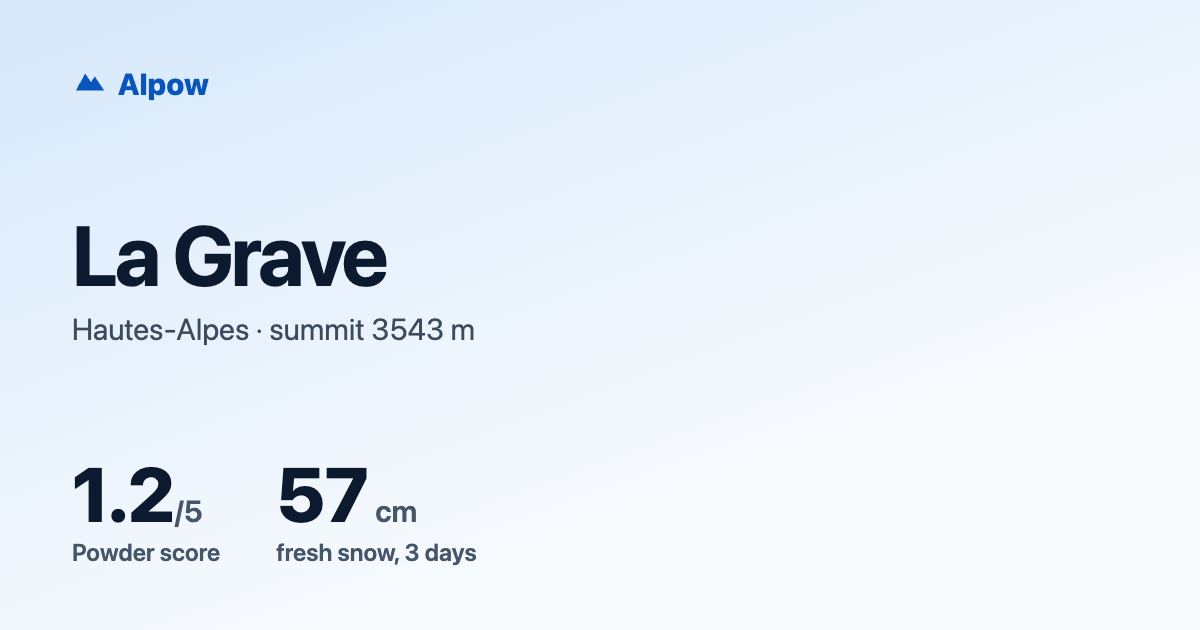 Alpow
La Grave
Hautes-Alpes · summit 3543 m
1.2/5 57 cm
Powder score fresh snow, 3 days